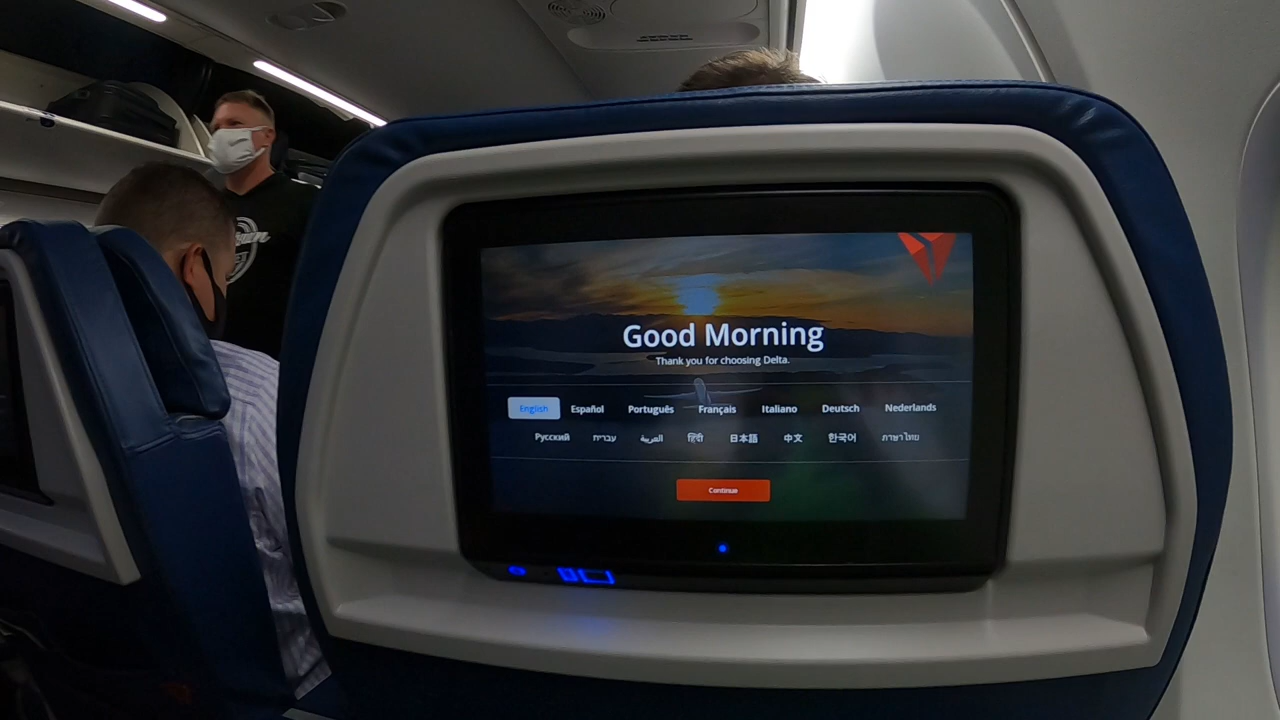 Good Morning
Thank you for choosing Delta.
English Español Português Français Italiano Deutsch Nederlands
Русский עברית العربية हिंदी 日本語 中文 한국어 ภาษาไทย
Continue